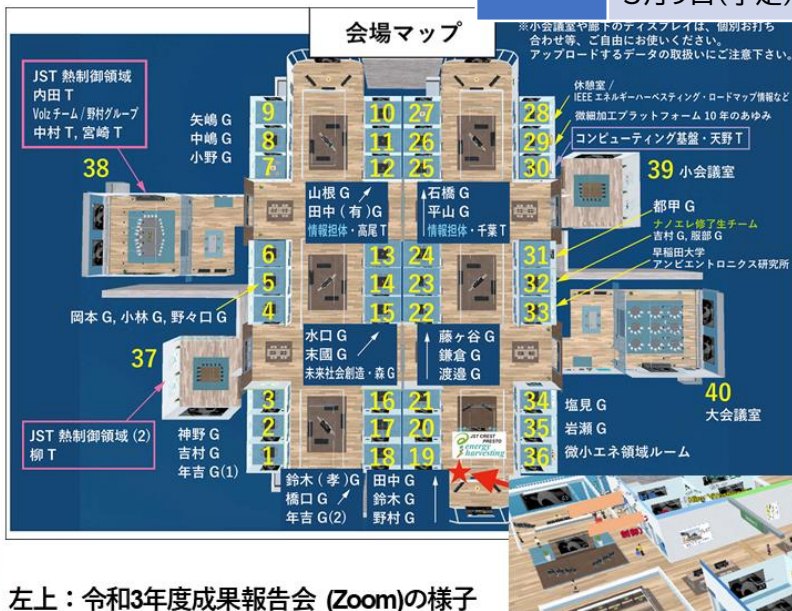 会場マップ
※小会議室や廊下のディスプレイは、個別お打ち
合わせ等、ご自由にお使いください。
アップロードするデータの取扱いにご注意下さい。
JST 熱制御領域
内田 T
Volz チーム / 野村グループ
中村 T, 宮崎 T
38
矢嶋 G
中嶋 G
小野 G
9
8
7
10
11
12
27
26
25
28
29
30
休憩室 /
IEEE エネルギーハーベスティング・ロードマップ情報など
微細加工プラットフォーム 10 年のあゆみ
コンピューティング基盤・天野 T
39 小会議室
山根 G
田中 ( 有 )G
情報担体・高尾 T
石橋 G
平山 G
情報担体・千葉 T
都甲 G
ナノエレ修了生チーム
吉村 G, 服部 G
早稲田大学
アンビエントロニクス研究所
6
5
4
13
14
15
24
23
22
31
32
33
岡本 G, 小林 G, 野々口 G
37
水口 G
末國 G
未来社会創造・森 G
藤ヶ谷 G
鎌倉 G
渡邉 G
40
大会議室
JST 熱制御領域 (2)
柳 T
神野 G
吉村 G
年吉 G(1)
3
2
1
16
17
18
21
20
19
JST CREST
PRESTO
energy
harvesting
34
35
36
塩見 G
岩瀬 G
微小エネ領域ルーム
鈴木 ( 孝 )G
橋口 G
年吉 G(2)
田中 G
鈴木 G
野村 G
左上：令和3年度成果報告会 (Zoom)の様子